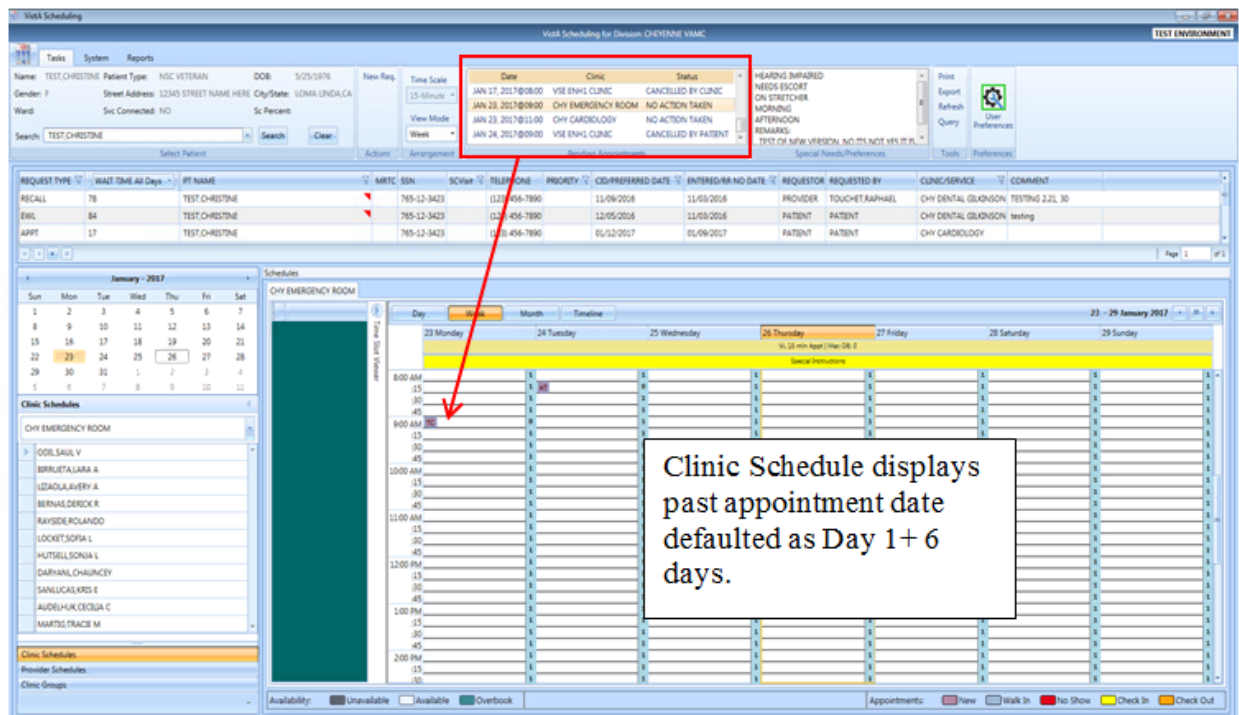 VistA Scheduling
VistA Scheduling for Division: CHEYENNE VAMC
TEST ENVIRONMENT
Tasks System Reports
Name: TEST,CHRISTINE Patient Type: NSC VETERAN DOB: 5/25/1976
Gender: F Street Address: 12345 STREET NAME HERE City/State: LOMA LINDA,CA
Ward: Svc Connected: NO Sc Percent:
Search: TEST,CHRISTINE Search Clear
Select Patient
New Req.
Actions
Time Scale
15-Minute
View Mode
Week
Arrangement
Date Clinic Status
JAN 17, 2017@08:00 VSE ENH1 CLINIC CANCELLED BY CLINIC
JAN 23, 2017@09:00 CHY EMERGENCY ROOM NO ACTION TAKEN
JAN 23, 2017@11:00 CHY CARDIOLOGY NO ACTION TAKEN
JAN 24, 2017@09:00 VSE ENH1 CLINIC CANCELLED BY PATIENT
Pending Appointments
HEARING IMPAIRED
NEEDS ESCORT
ON STRETCHER
MORNING
AFTERNOON
REMARKS:
TEST OF NEW VERSION, NO ITS NOT YES IT IS,
Special Needs/Preferences
Print
Export
Refresh
Query
Tools
User
Preferences
Preferences
REQUEST TYPE WAIT TIME All Days PT NAME MRTC SSN SCVisit TELEPHONE PRIORITY CID/PREFERRED DATE ENTERED/RR NO DATE REQUESTOR REQUESTED BY CLINIC/SERVICE COMMENT
RECALL 78 TEST,CHRISTINE 765-12-3423 (123) 456-7890 11/09/2016 11/03/2016 PROVIDER TOUCHET,RAPHAEL CHY DENTAL GILKINSON TESTING 2.21, 30
EWL 84 TEST,CHRISTINE 765-12-3423 (123) 456-7890 12/05/2016 11/03/2016 PATIENT PATIENT CHY DENTAL GILKINSON testing
APPT 17 TEST,CHRISTINE 765-12-3423 (123) 456-7890 01/12/2017 01/09/2017 PATIENT PATIENT CHY CARDIOLOGY
Page 1 of 1
January - 2017
Sun Mon Tue Wed Thu Fri Sat
1 2 3 4 5 6 7
8 9 10 11 12 13 14
15 16 17 18 19 20 21
22 23 24 25 26 27 28
29 30 31 1 2 3 4
5 6 7 8 9 10 11
Clinic Schedules
CHY EMERGENCY ROOM
ODIL,SAUL V
BIRRUETA,LARA A
LIZAOLA,AVERY A
BERNAS,DERICK R
RAYSIDE,ROLANDO
LOCKET,SOFIA L
HUTSELL,SONJA L
DARYANI,CHAUNCEY
SANLUCAS,KRIS E
AUDELHUK,CECILIA C
MARTIG,TRACIE M
Clinic Schedules
Provider Schedules
Clinic Groups
Schedules
CHY EMERGENCY ROOM
Time Slot Viewer
Day Week Month Timeline
23 - 29 January 2017
23 Monday 24 Tuesday 25 Wednesday 26 Thursday 27 Friday 28 Saturday 29 Sunday
VL 15 min Appt | Max OB: 0
Special Instructions
8:00 AM
:15
:30
:45
9:00 AM
:15
:30
:45
10:00 AM
:15
:30
:45
11:00 AM
:15
:30
:45
12:00 PM
:15
:30
:45
1:00 PM
:15
:30
:45
2:00 PM
:15
:30
Clinic Schedule displays
past appointment date
defaulted as Day 1+ 6
days.
Availability: Unavailable Available Overbook
Appointments: New Walk In No Show Check In Check Out